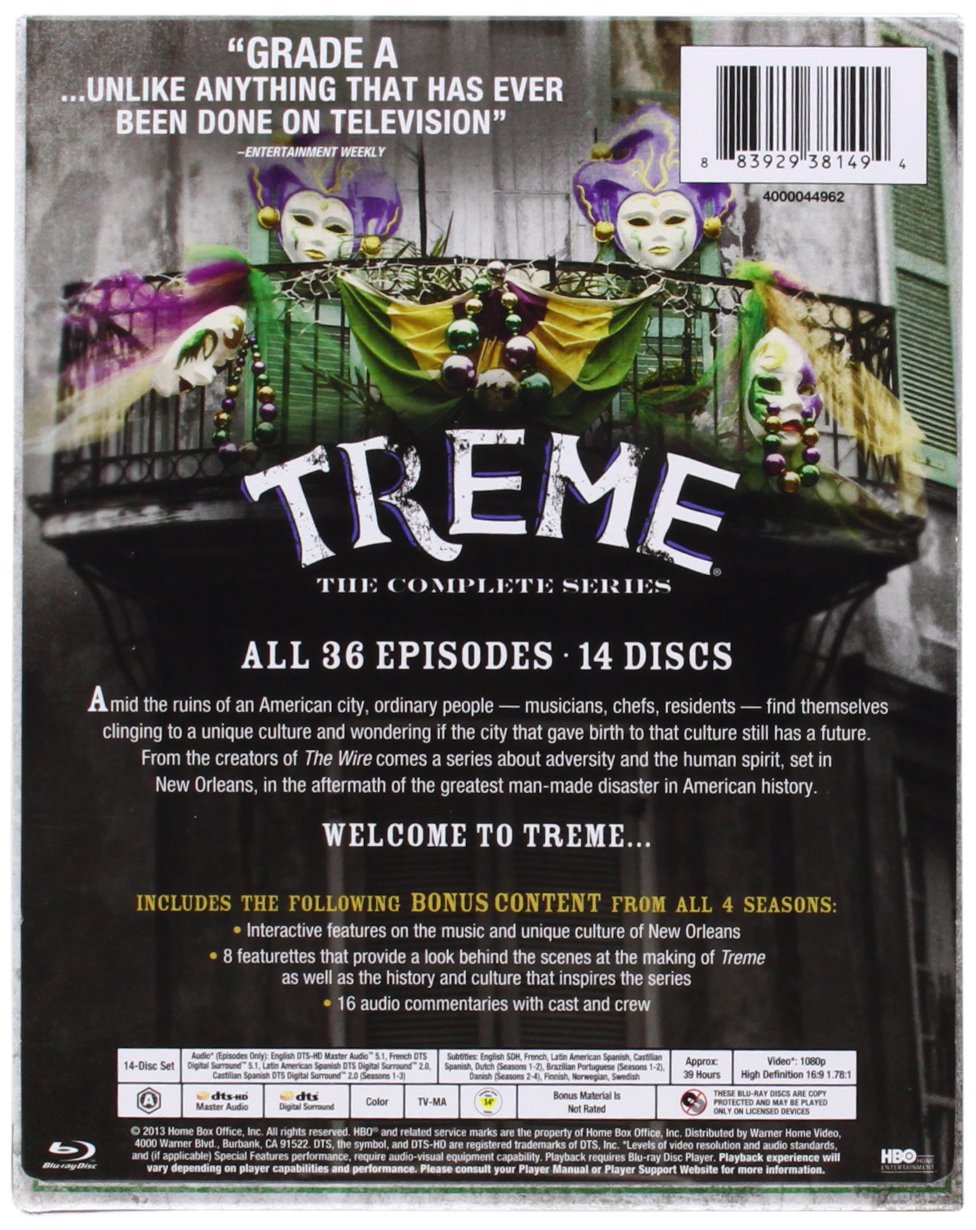 “GRADE A
...UNLIKE ANYTHING THAT HAS EVER
BEEN DONE ON TELEVISION”
–ENTERTAINMENT WEEKLY
8 83929 38149 4
4000044962
TREME®
THE COMPLETE SERIES
ALL 36 EPISODES · 14 DISCS
Amid the ruins of an American city, ordinary people — musicians, chefs, residents — find themselves
clinging to a unique culture and wondering if the city that gave birth to that culture still has a future.
From the creators of The Wire comes a series about adversity and the human spirit, set in
New Orleans, in the aftermath of the greatest man-made disaster in American history.
WELCOME TO TREME...
INCLUDES THE FOLLOWING BONUS CONTENT FROM ALL 4 SEASONS:
• Interactive features on the music and unique culture of New Orleans
• 8 featurettes that provide a look behind the scenes at the making of Treme
as well as the history and culture that inspires the series
• 16 audio commentaries with cast and crew
14-Disc Set
Audio* (Episodes Only): English DTS-HD Master Audio™ 5.1, French DTS
Digital Surround™ 5.1, Latin American Spanish DTS Digital Surround™ 2.0,
Castilian Spanish DTS Digital Surround™ 2.0 (Seasons 1-3)
Subtitles: English SDH, French, Latin American Spanish, Castilian
Spanish, Dutch (Seasons 1-2), Brazilian Portuguese (Seasons 1-2),
Danish (Seasons 2-4), Finnish, Norwegian, Swedish
Approx:
39 Hours
Video*: 1080p
High Definition 16:9 1.78:1
A
dts-HD
Master Audio
dts
Digital Surround
Color
TV-MA
14+
Bonus Material Is
Not Rated
THESE BLU-RAY DISCS ARE COPY
PROTECTED AND MAY BE PLAYED
ONLY ON LICENSED DEVICES
Blu-ray Disc
© 2013 Home Box Office, Inc. All rights reserved. HBO® and related service marks are the property of Home Box Office, Inc. Distributed by Warner Home Video,
4000 Warner Blvd., Burbank, CA 91522. DTS, the symbol, and DTS-HD are registered trademarks of DTS, Inc. *Levels of video resolution and audio standards,
and (if applicable) Special Features performance, require audio-visual equipment capability. Playback requires Blu-ray Disc Player. Playback experience will
vary depending on player capabilities and performance. Please consult your Player Manual or Player Support Website for more information.
HBO HOME
ENTERTAINMENT